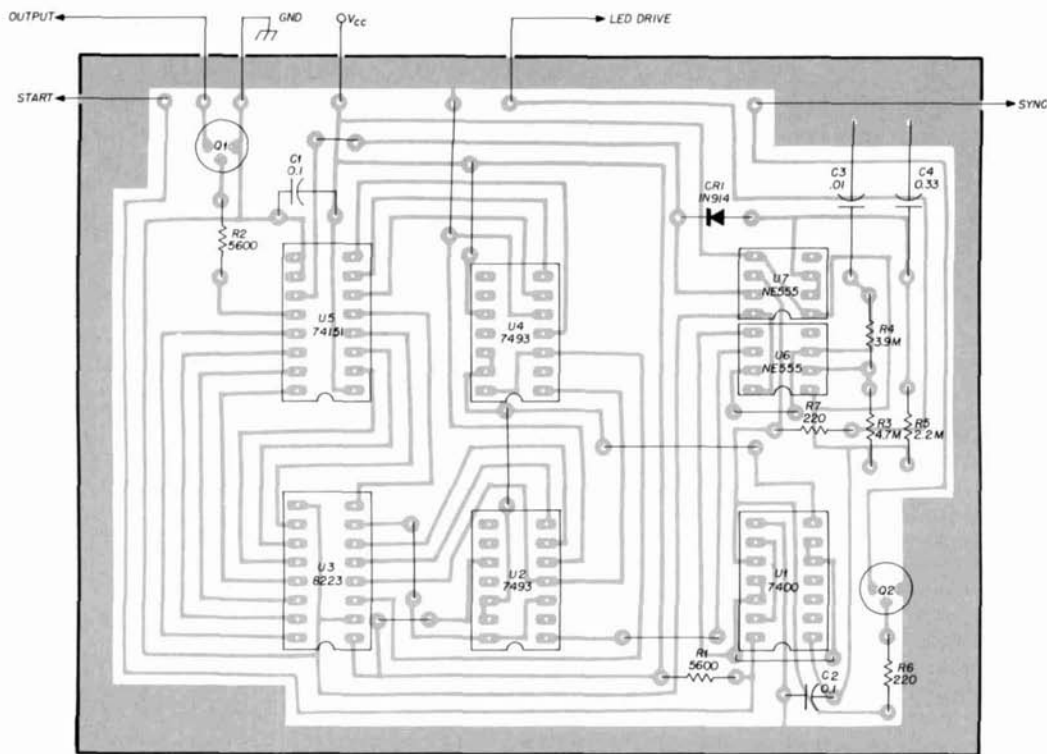 OUTPUT
GND
Vcc
LED DRIVE
START
SYNC
Q1
C1
0.1
C3
.01
C4
0.33
CR1
1N914
R2
5600
U7
NE555
U5
74151
U4
7493
U6
NE555
R4
3.9M
R7
220
R3
4.7M
R5
2.2M
U3
8223
U2
7493
U1
7400
Q2
R1
5600
C2
0.1
R6
220